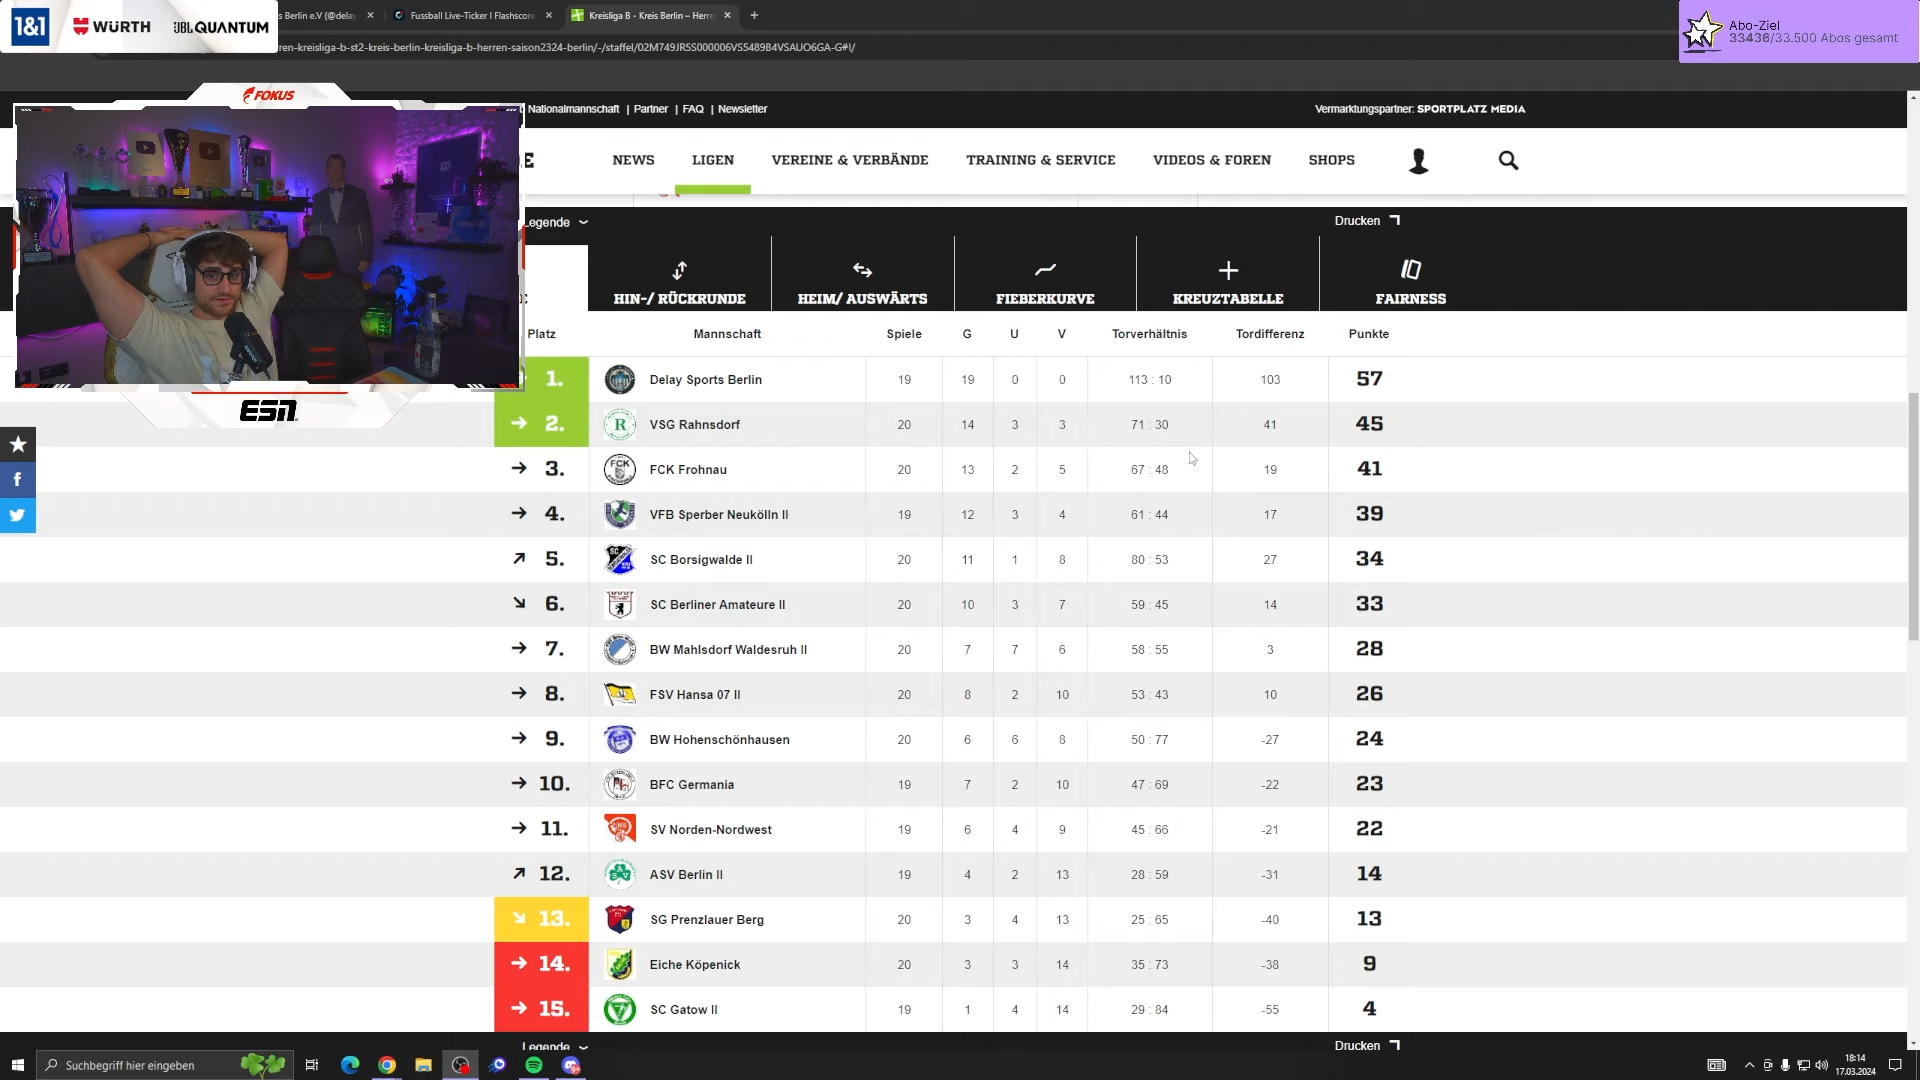 1&1 WÜRTH JBL QUANTUM
s Berlin e.V (@delay
Fussball Live-Ticker | Flashscore
Kreisliga B - Kreis Berlin – Herre
rren-kreisliga-b-st2-kreis-berlin-kreisliga-b-herren-saison2324-berlin/-/staffel/02M749JR5S000006VS5489B4VSAUO6GA-G#!/
Abo-Ziel
33436/33.500 Abos gesamt
Nationalmannschaft | Partner | FAQ | Newsletter
Vermarktungspartner: SPORTPLATZ MEDIA
FOKUS
E NEWS LIGEN VEREINE & VERBÄNDE TRAINING & SERVICE VIDEOS & FOREN SHOPS
Legende Drucken
HIN-/ RÜCKRUNDE HEIM/ AUSWÄRTS FIEBERKURVE KREUZTABELLE FAIRNESS
Platz Mannschaft Spiele G U V Torverhältnis Tordifferenz Punkte
1. Delay Sports Berlin 19 19 0 0 113 : 10 103 57
ESN
2. VSG Rahnsdorf 20 14 3 3 71 : 30 41 45
3. FCK Frohnau 20 13 2 5 67 : 48 19 41
4. VFB Sperber Neukölln II 19 12 3 4 61 : 44 17 39
5. SC Borsigwalde II 20 11 1 8 80 : 53 27 34
6. SC Berliner Amateure II 20 10 3 7 59 : 45 14 33
7. BW Mahlsdorf Waldesruh II 20 7 7 6 58 : 55 3 28
8. FSV Hansa 07 II 20 8 2 10 53 : 43 10 26
9. BW Hohenschönhausen 20 6 6 8 50 : 77 -27 24
10. BFC Germania 19 7 2 10 47 : 69 -22 23
11. SV Norden-Nordwest 19 6 4 9 45 : 66 -21 22
12. ASV Berlin II 19 4 2 13 28 : 59 -31 14
13. SG Prenzlauer Berg 20 3 4 13 25 : 65 -40 13
14. Eiche Köpenick 20 3 3 14 35 : 73 -38 9
15. SC Gatow II 19 1 4 14 29 : 84 -55 4
Legende Drucken
Suchbegriff hier eingeben
18:14
17.03.2024